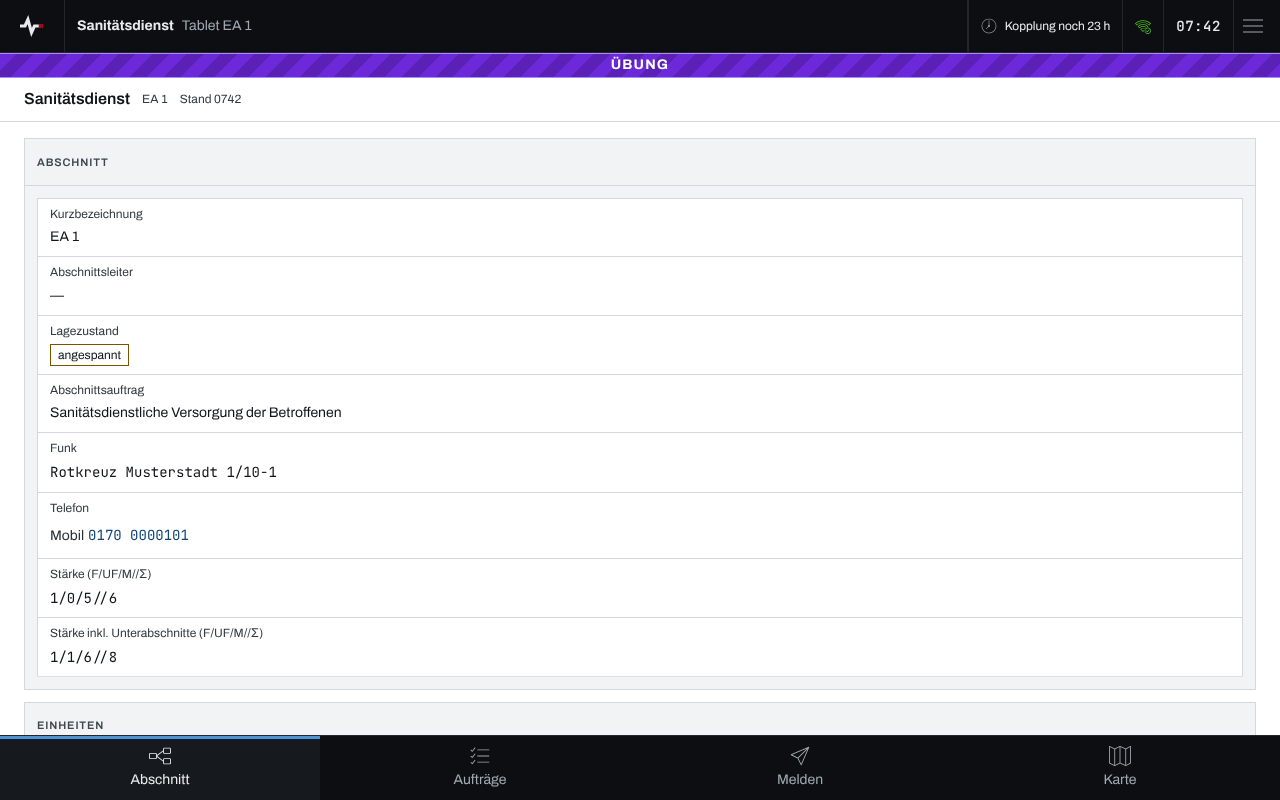 Sanitätsdienst Tablet EA 1 Kopplung noch 23 h 07:42
ÜBUNG
Sanitätsdienst EA 1 Stand 0742
ABSCHNITT
Kurzbezeichnung
EA 1
Abschnittsleiter
—
Lagezustand
angespannt
Abschnittsauftrag
Sanitätsdienstliche Versorgung der Betroffenen
Funk
Rotkreuz Musterstadt 1/10-1
Telefon
Mobil 0170 0000101
Stärke (F/UF/M//Σ)
1/0/5//6
Stärke inkl. Unterabschnitte (F/UF/M//Σ)
1/1/6//8
EINHEITEN
Abschnitt Aufträge Melden Karte